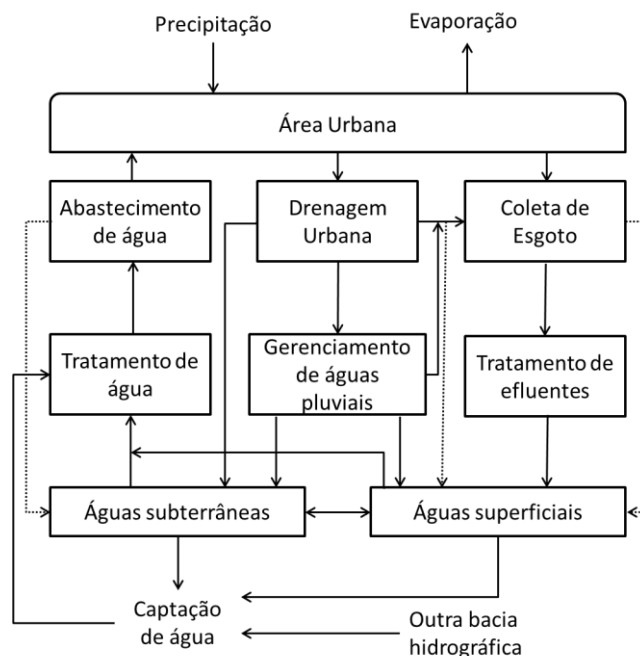 Precipitação
Evaporação
Área Urbana
Abastecimento
de água
Drenagem
Urbana
Coleta de
Esgoto
Tratamento de
água
Gerenciamento
de águas
pluviais
Tratamento de
efluentes
Águas subterrâneas
Águas superficiais
Captação
de água
Outra bacia
hidrográfica